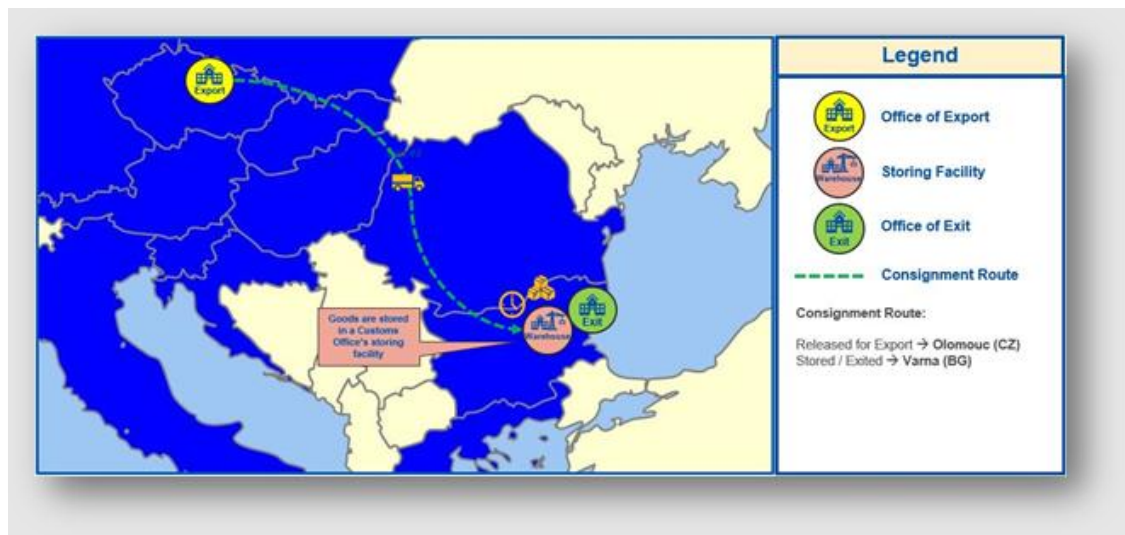 Export
Goods are stored
in a Customs
Office's storing
facility
Warehouse
Exit
Legend
Export
Office of Export
Warehouse
Storing Facility
Exit
Office of Exit
Consignment Route
Consignment Route:
Released for Export → Olomouc (CZ)
Stored / Exited → Varna (BG)